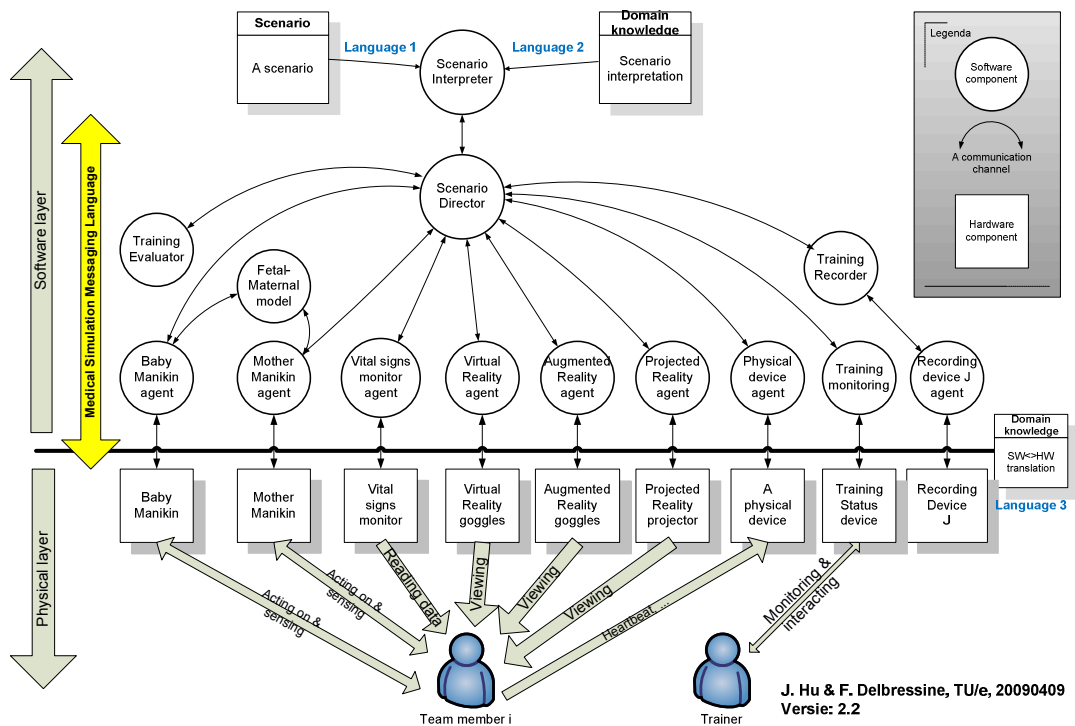 Scenario
A scenario
Language 1
Scenario
Interpreter
Language 2
Domain
knowledge
Scenario
interpretation
Legenda
Software
component
A communication
channel
Hardware
component
Software layer
Medical Simulation Messaging Language
Physical layer
Scenario
Director
Training
Evaluator
Fetal-
Maternal
model
Training
Recorder
Baby
Manikin
agent
Mother
Manikin
agent
Vital signs
monitor
agent
Virtual
Reality
agent
Augmented
Reality
agent
Projected
Reality
agent
Physical
device
agent
Training
monitoring
Recording
device J
agent
Domain
knowledge
SW<>HW
translation
Language 3
Baby
Manikin
Mother
Manikin
Vital
signs
monitor
Virtual
Reality
goggles
Augmented
Reality
goggles
Projected
Reality
projector
A
physical
device
Training
Status
device
Recording
Device
J
Acting on &
sensing
Acting on &
sensing
Reading data
Viewing
Viewing
Viewing
Heartbeat, ...
Monitoring &
interacting
Team member i
Trainer
J. Hu & F. Delbressine, TU/e, 20090409
Versie: 2.2